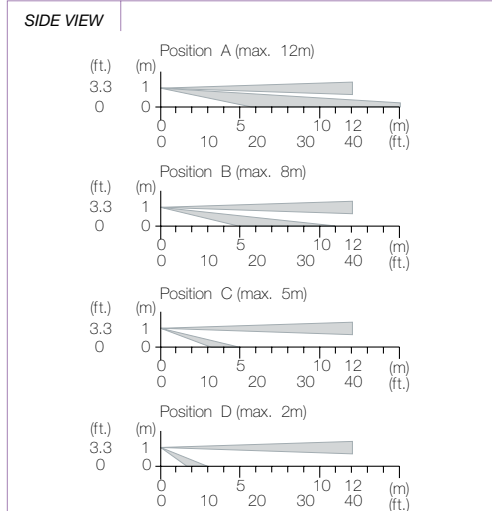 SIDE VIEW
Position A (max. 12m)
(ft.) (m)
3.3 1
0 0
0 5 10 12 (m)
0 10 20 30 40 (ft.)
Position B (max. 8m)
(ft.) (m)
3.3 1
0 0
0 5 10 12 (m)
0 10 20 30 40 (ft.)
Position C (max. 5m)
(ft.) (m)
3.3 1
0 0
0 5 10 12 (m)
0 10 20 30 40 (ft.)
Position D (max. 2m)
(ft.) (m)
3.3 1
0 0
0 5 10 12 (m)
0 10 20 30 40 (ft.)